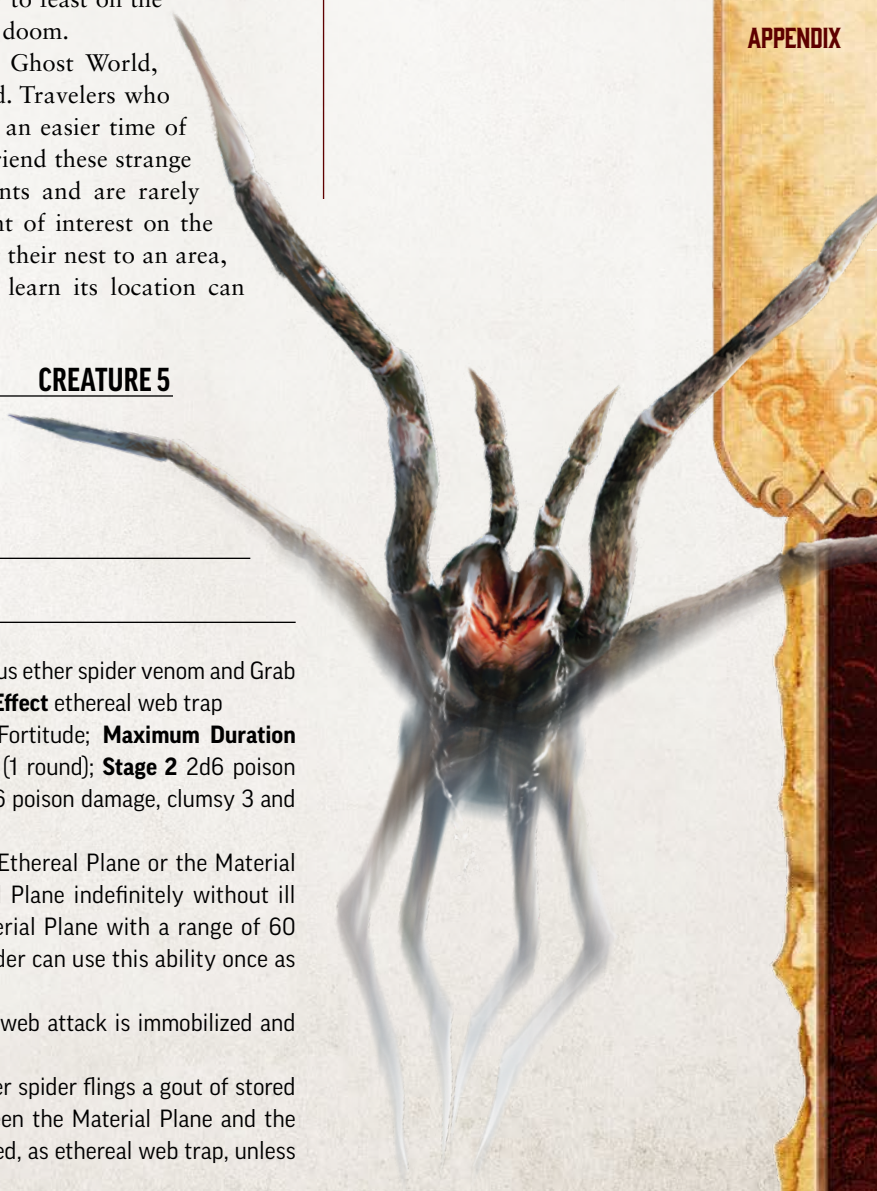 to feast on the
doom.
Ghost World,
d. Travelers who
an easier time of
riend these strange
nts and are rarely
nt of interest on the
their nest to an area,
learn its location can
CREATURE 5
us ether spider venom and Grab
Effect ethereal web trap
Fortitude; Maximum Duration
(1 round); Stage 2 2d6 poison
6 poison damage, clumsy 3 and
Ethereal Plane or the Material
l Plane indefinitely without ill
erial Plane with a range of 60
der can use this ability once as
web attack is immobilized and
er spider flings a gout of stored
een the Material Plane and the
ed, as ethereal web trap, unless
APPENDIX